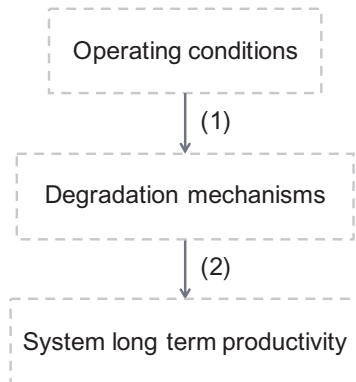 Operating conditions
(1)
Degradation mechanisms
(2)
System long term productivity